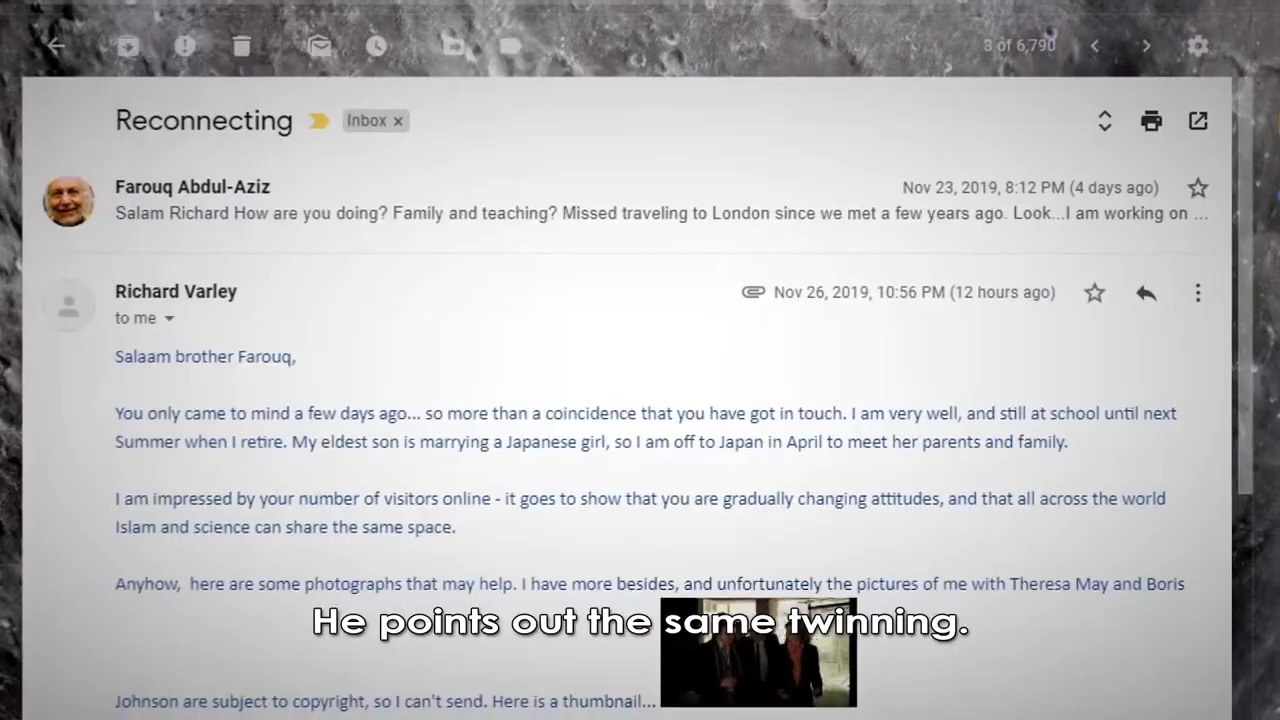 3 of 6,790
Reconnecting
Inbox x
Farouq Abdul-Aziz
Nov 23, 2019, 8:12 PM (4 days ago)
Salam Richard How are you doing? Family and teaching? Missed traveling to London since we met a few years ago. Look...I am working on ...
Richard Varley
Nov 26, 2019, 10:56 PM (12 hours ago)
to me
Salaam brother Farouq,
You only came to mind a few days ago... so more than a coincidence that you have got in touch. I am very well, and still at school until next
Summer when I retire. My eldest son is marrying a Japanese girl, so I am off to Japan in April to meet her parents and family.
I am impressed by your number of visitors online - it goes to show that you are gradually changing attitudes, and that all across the world
Islam and science can share the same space.
Anyhow, here are some photographs that may help. I have more besides, and unfortunately the pictures of me with Theresa May and Boris
He points out the same twinning.
Johnson are subject to copyright, so I can't send. Here is a thumbnail...